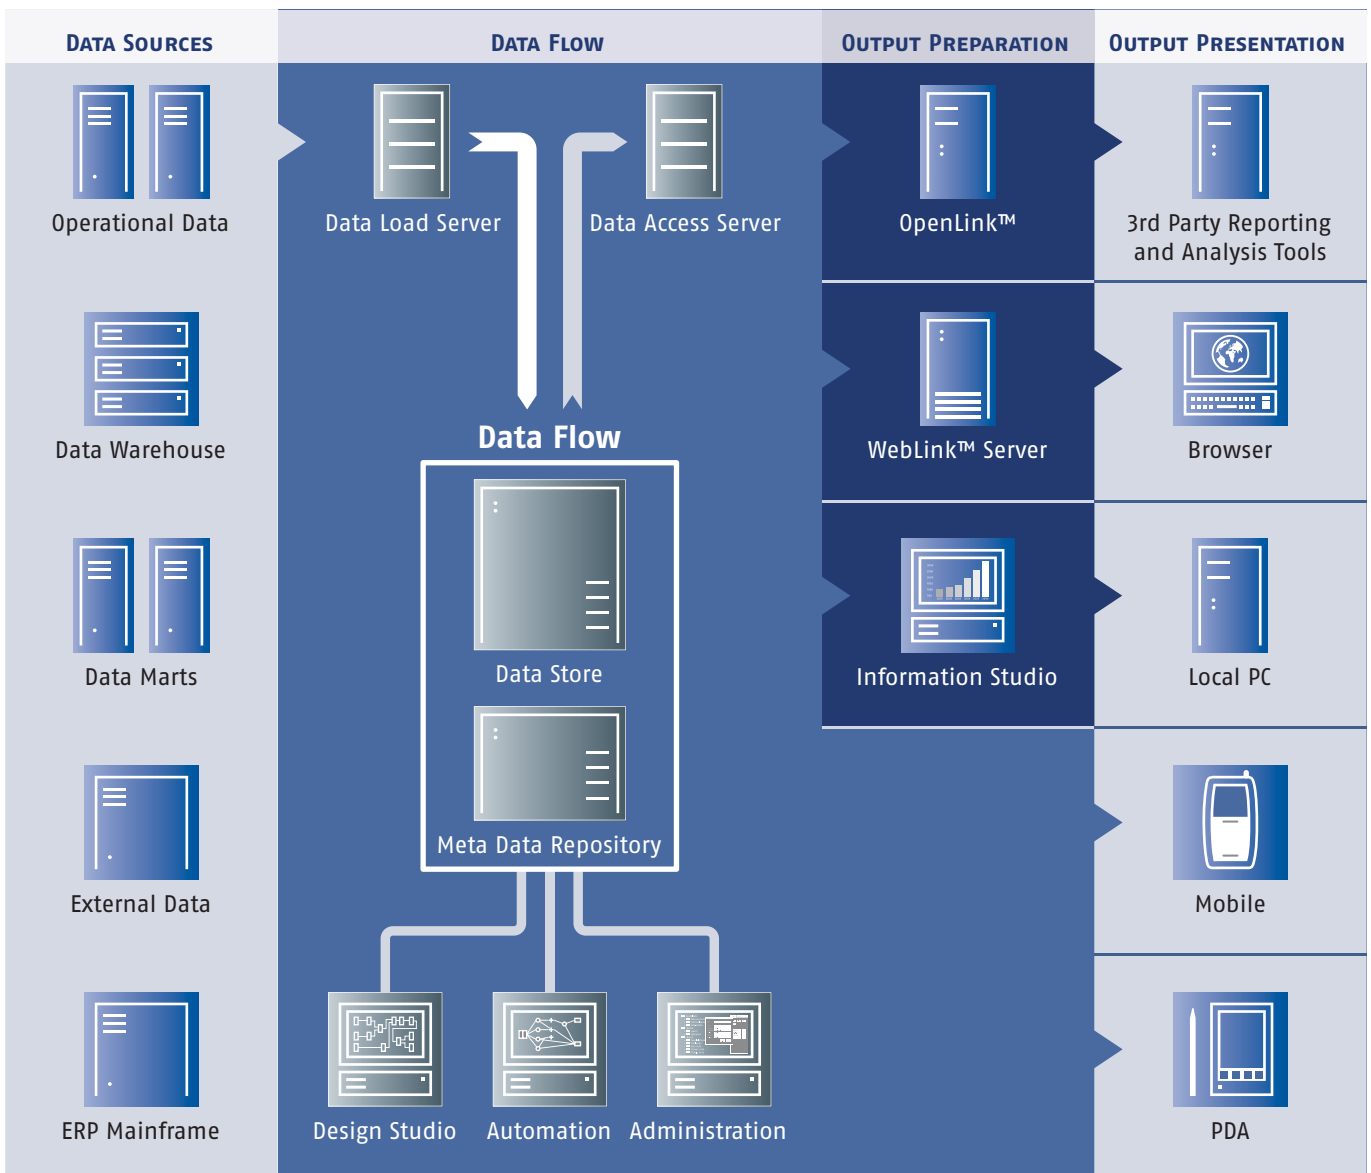 DATA SOURCES
DATA FLOW
OUTPUT PREPARATION
OUTPUT PRESENTATION
Operational Data
Data Load Server
Data Access Server
OpenLink™
3rd Party Reporting
and Analysis Tools
Data Warehouse
Data Flow
WebLink™ Server
Browser
Data Marts
Data Store
Information Studio
Local PC
External Data
Meta Data Repository
Mobile
ERP Mainframe
Design Studio
Automation
Administration
PDA